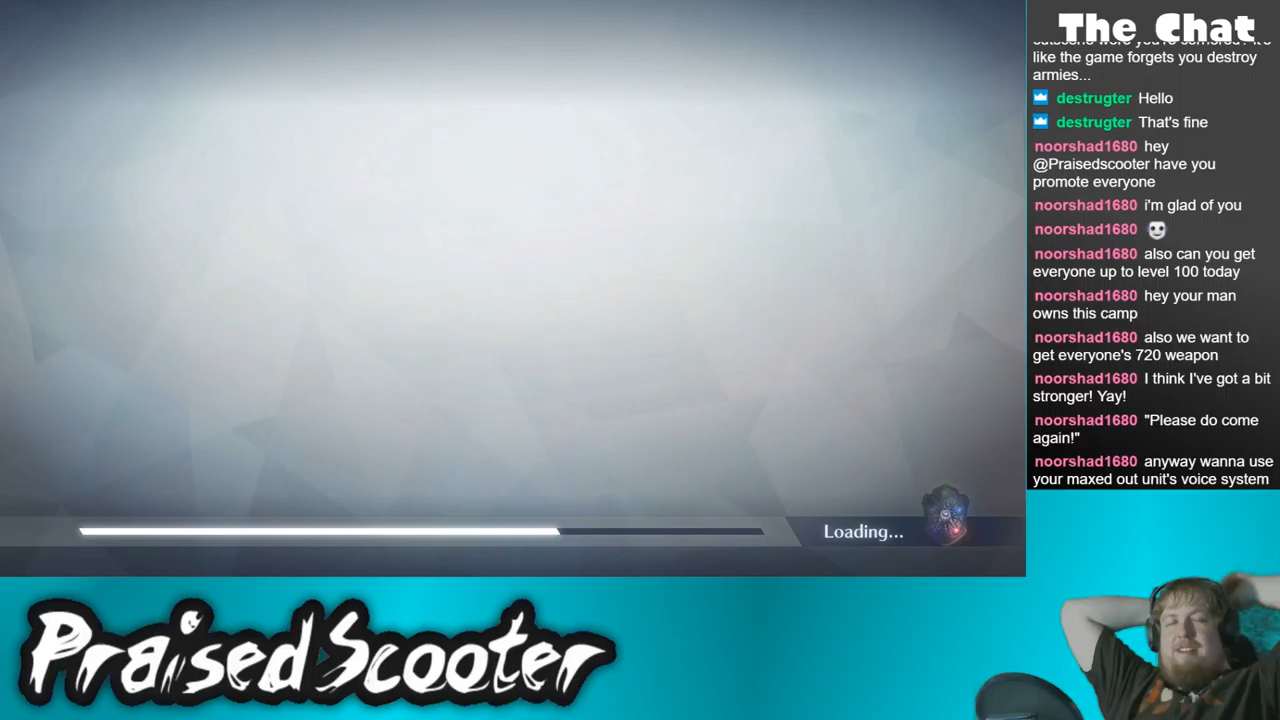 The Chat
like the game forgets you destroy
armies...
destrugter Hello
destrugter That's fine
noorshad1680 hey
@Praisedscooter have you
promote everyone
noorshad1680 i'm glad of you
noorshad1680
noorshad1680 also can you get
everyone up to level 100 today
noorshad1680 hey your man
owns this camp
noorshad1680 also we want to
get everyone's 720 weapon
noorshad1680 I think I've got a bit
stronger! Yay!
noorshad1680 "Please do come
again!"
noorshad1680 anyway wanna use
your maxed out unit's voice system
Loading...
PraisedScooter